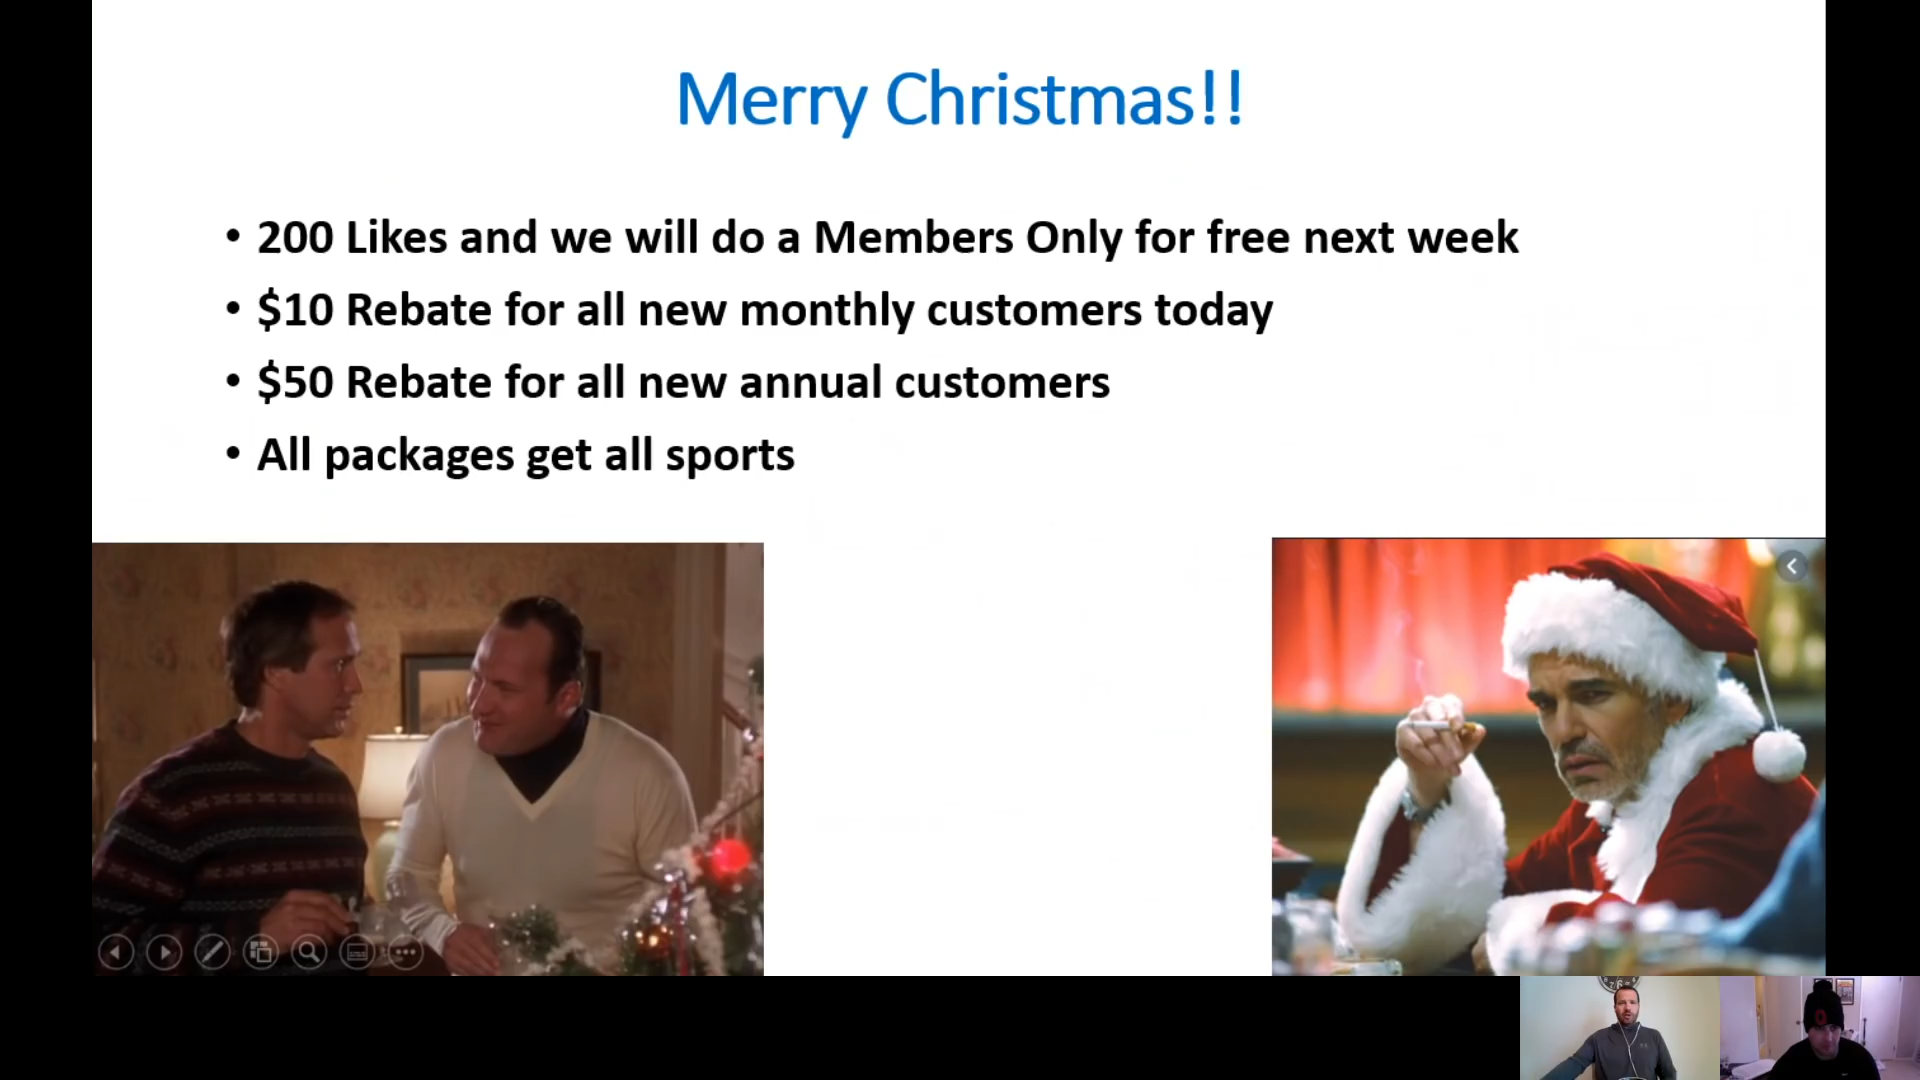 Merry Christmas!!
• 200 Likes and we will do a Members Only for free next week
• $10 Rebate for all new monthly customers today
• $50 Rebate for all new annual customers
• All packages get all sports